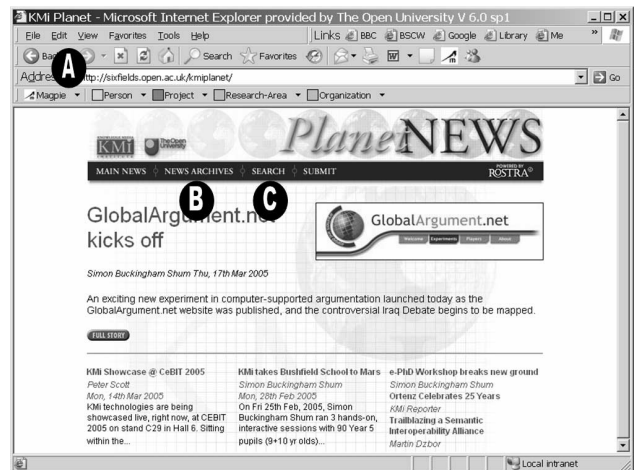 KMi Planet - Microsoft Internet Explorer provided by The Open University V 6.0 sp1
File Edit View Favorites Tools Help Links BBC BSCW Google Library Me »
Search Favorites
A
http://sixfields.open.ac.uk/kmiplanet/ Go
Magpie Person Project Research-Area Organization
KMi The Open University PlanetNEWS
MAIN NEWS NEWS ARCHIVES SEARCH SUBMIT POWERED BY ROSTRA
B C
GlobalArgument.net
kicks off
GlobalArgument.net
Welcome Experiments Players About
Simon Buckingham Shum Thu, 17th Mar 2005
An exciting new experiment in computer-supported argumentation launched today as the
GlobalArgument.net website was published, and the controversial Iraq Debate begins to be mapped.
FULL STORY
KMi Showcase @ CeBIT 2005
Peter Scott
Mon, 14th Mar 2005
KMi technologies are being
showcased live, right now, at CEBIT
2005 on stand C29 in Hall 6. Sitting
within the...
KMi takes Bushfield School to Mars
Simon Buckingham Shum
Mon, 28th Feb 2005
On Fri 25th Feb, 2005, Simon
Buckingham Shum ran 3 hands-on,
interactive sessions with 90 Year 5
pupils (9+10 yr olds)...
e-PhD Workshop breaks new ground
Simon Buckingham Shum
Ortenz Celebrates 25 Years
KMi Reporter
Trailblazing a Semantic
Interoperability Alliance
Martin Dzbor
Local intranet